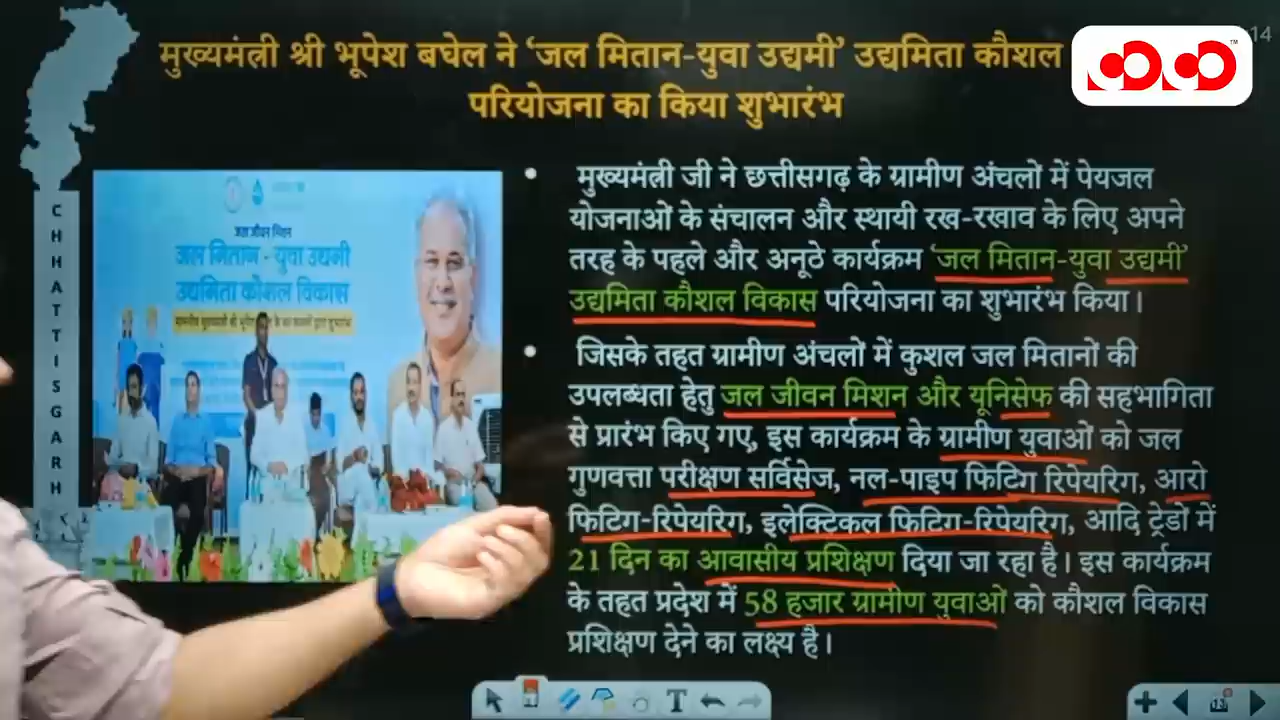 मुख्यमंत्री श्री भूपेश बघेल ने ‘जल मितान-युवा उद्यमी’ उद्यमिता कौशल
परियोजना का किया शुभारंभ
14
CHHATTISGARH
जल जीवन मिशन
जल मितान - युवा उद्यमी
उद्यमिता कौशल विकास
• मुख्यमंत्री जी ने छत्तीसगढ़ के ग्रामीण अंचलों में पेयजल
योजनाओं के संचालन और स्थायी रख-रखाव के लिए अपने
तरह के पहले और अनूठे कार्यक्रम ‘जल मितान-युवा उद्यमी’
उद्यमिता कौशल विकास परियोजना का शुभारंभ किया।
• जिसके तहत ग्रामीण अंचलों में कुशल जल मितानों की
उपलब्धता हेतु जल जीवन मिशन और यूनिसेफ की सहभागिता
से प्रारंभ किए गए, इस कार्यक्रम के ग्रामीण युवाओं को जल
गुणवत्ता परीक्षण सर्विसेज, नल-पाइप फिटिग रिपेयरिग, आरो
फिटिग-रिपेयरिग, इलेक्टिकल फिटिग-रिपेयरिग, आदि ट्रेडों में
21 दिन का आवासीय प्रशिक्षण दिया जा रहा है। इस कार्यक्रम
के तहत प्रदेश में 58 हजार ग्रामीण युवाओं को कौशल विकास
प्रशिक्षण देने का लक्ष्य है।
T